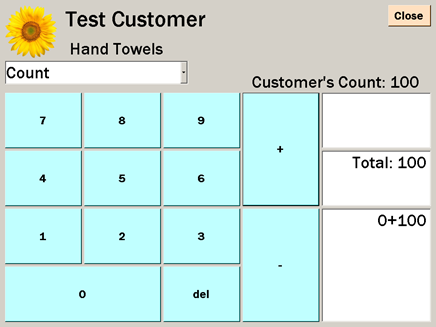 Test Customer
Close
Hand Towels
Count
Customer's Count: 100
7 8 9 +
Total: 100
4 5 6
0+100
1 2 3 -
0 del